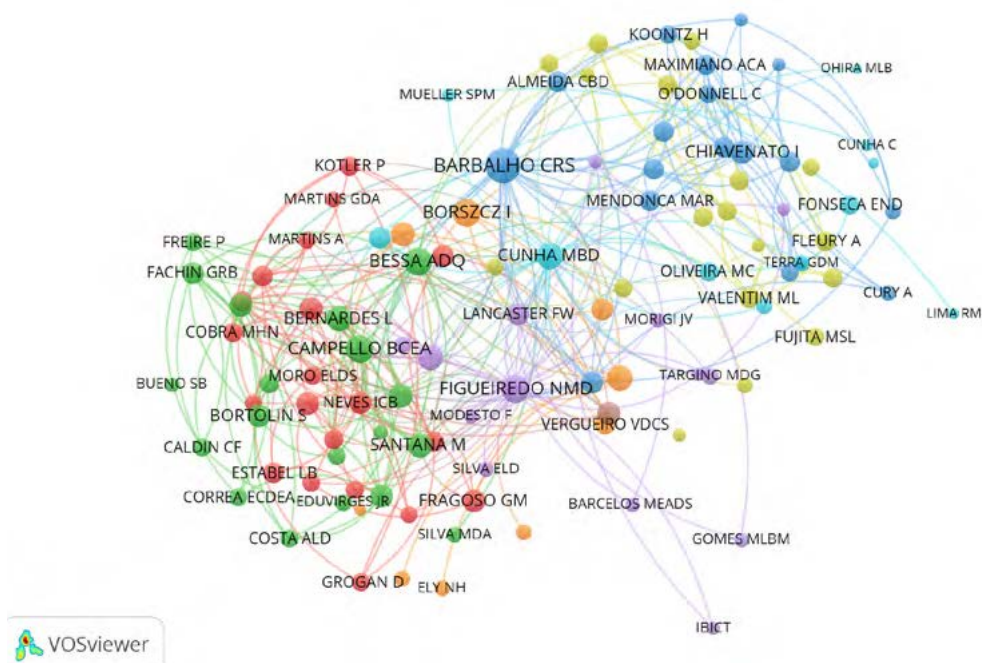 KOONTZ H
MAXIMIANO ACA
OHIRA MLB
ALMEIDA CBD
MUELLER SPM
O'DONNELL C
CUNHA C
CHIAVENATO I
BARBALHO CRS
KOTLER P
MARTINS GDA
MENDONCA MAR
FONSECA END
BORSZCZ I
FREIRE P
MARTINS A
FLEURY A
CUNHA MBD
BESSA ADQ
TERRA GDM
FACHIN GRB
OLIVEIRA MC
CURY A
VALENTIM ML
LANCASTER FW
LIMA RM
BERNARDES L
MORIGI JV
COBRA MHN
FUJITA MSL
CAMPELLO BCEA
MORO ELDS
TARGINO MDG
BUENO SB
FIGUEIREDO NMD
NEVES ICB
BORTOLIN S
MODESTO F
VERGUEIRO VDCS
SANTANA M
CALDIN CF
SILVA ELD
ESTABEL LB
CORREA ECDEA
EDUVIRGES JR
FRAGOSO GM
BARCELOS MEADS
SILVA MDA
COSTA ALD
GOMES MLBM
GROGAN D
ELY NH
IBICT
VOSviewer